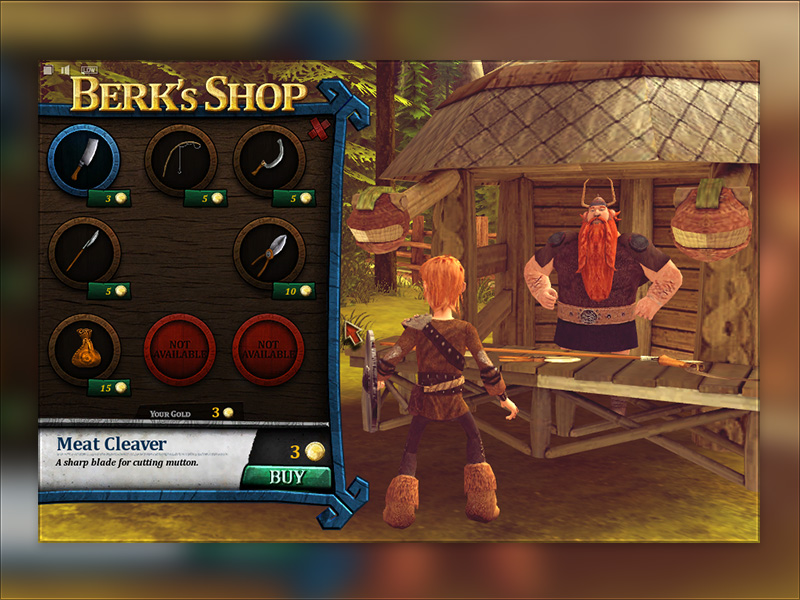 LOW
BERK'S SHOP
3
5
5
5
10
NOT
AVAILABLE
NOT
AVAILABLE
15
YOUR GOLD 3
Meat Cleaver
A sharp blade for cutting mutton.
3
BUY